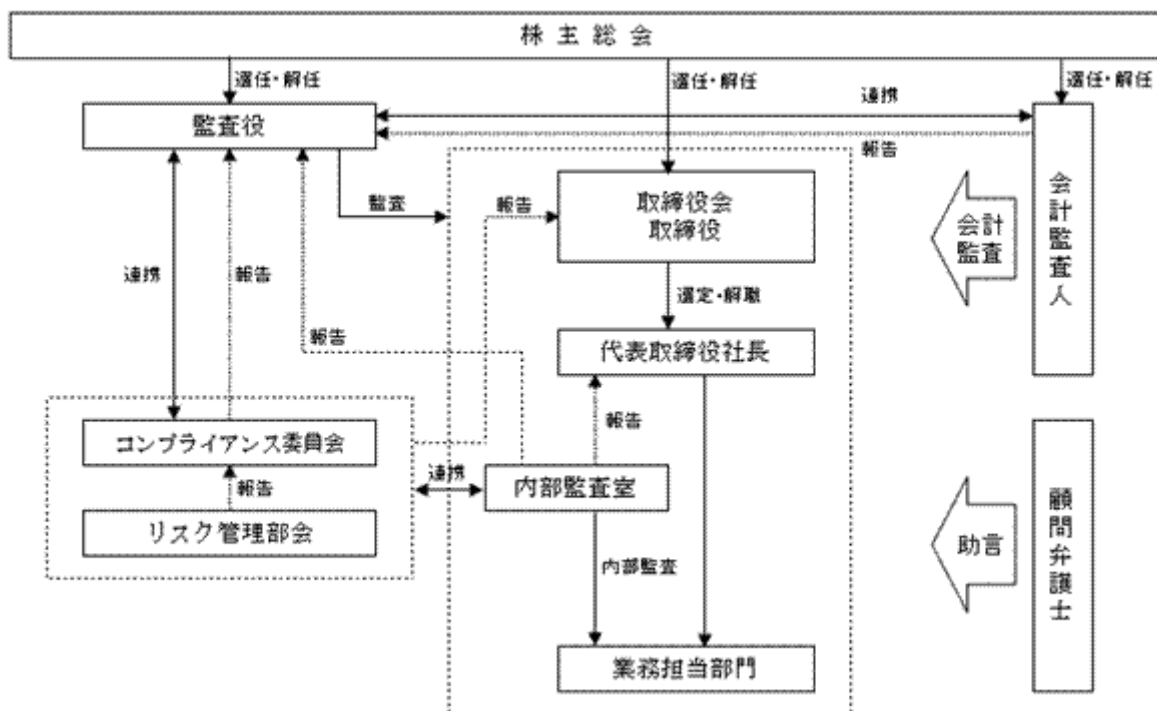 株主総会
選任・解任
選任・解任
選任・解任
監査役
連携
報告
監査
報告
取締役会
取締役
会計
監査
会計監査人
連携
報告
報告
選定・解職
代表取締役社長
報告
コンプライアンス委員会
連携
内部監査室
報告
リスク管理部会
内部監査
助言
顧問弁護士
業務担当部門